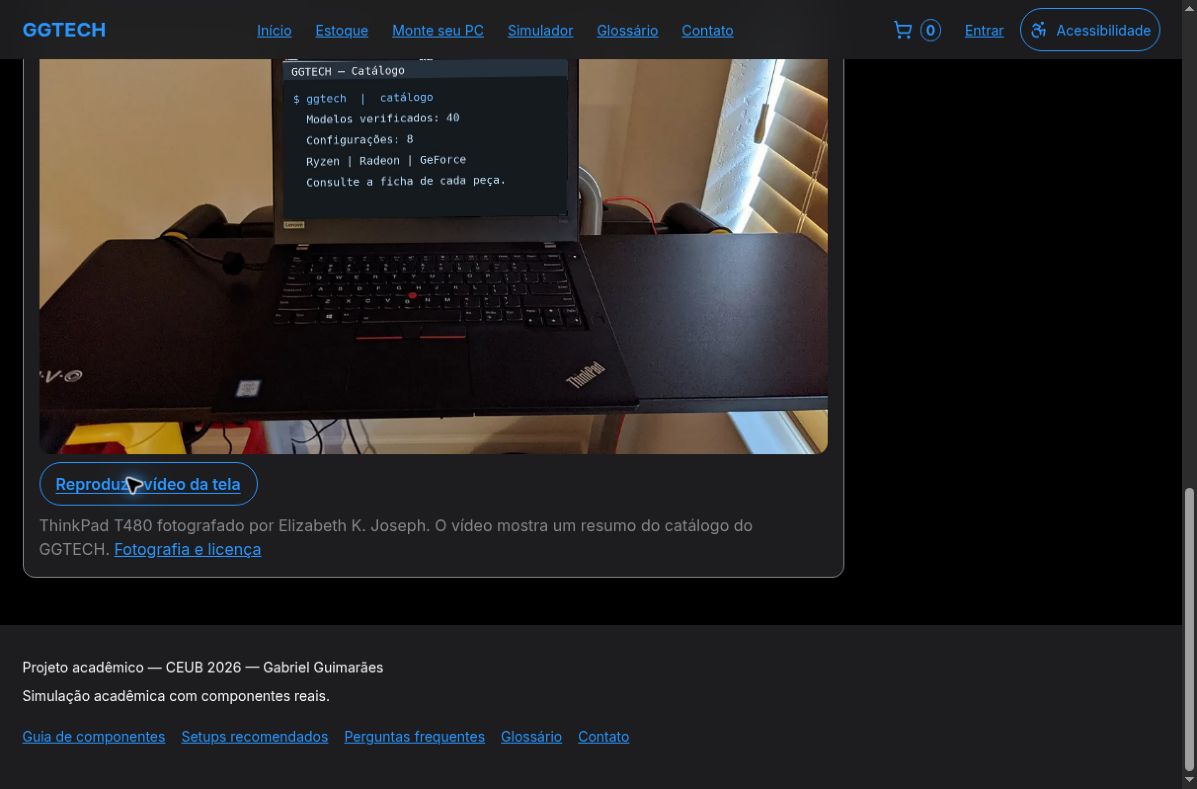 GGTECH
Início
Estoque
Monte seu PC
Simulador
Glossário
Contato
0
Entrar
Acessibilidade
GGTECH — Catálogo
$ ggtech | catálogo
Modelos verificados: 40
Configurações: 8
Ryzen | Radeon | GeForce
Consulte a ficha de cada peça.
Lenovo
ThinkPad
Reproduz vídeo da tela
ThinkPad T480 fotografado por Elizabeth K. Joseph. O vídeo mostra um resumo do catálogo do
GGTECH. Fotografia e licença
Projeto acadêmico — CEUB 2026 — Gabriel Guimarães
Simulação acadêmica com componentes reais.
Guia de componentes
Setups recomendados
Perguntas frequentes
Glossário
Contato